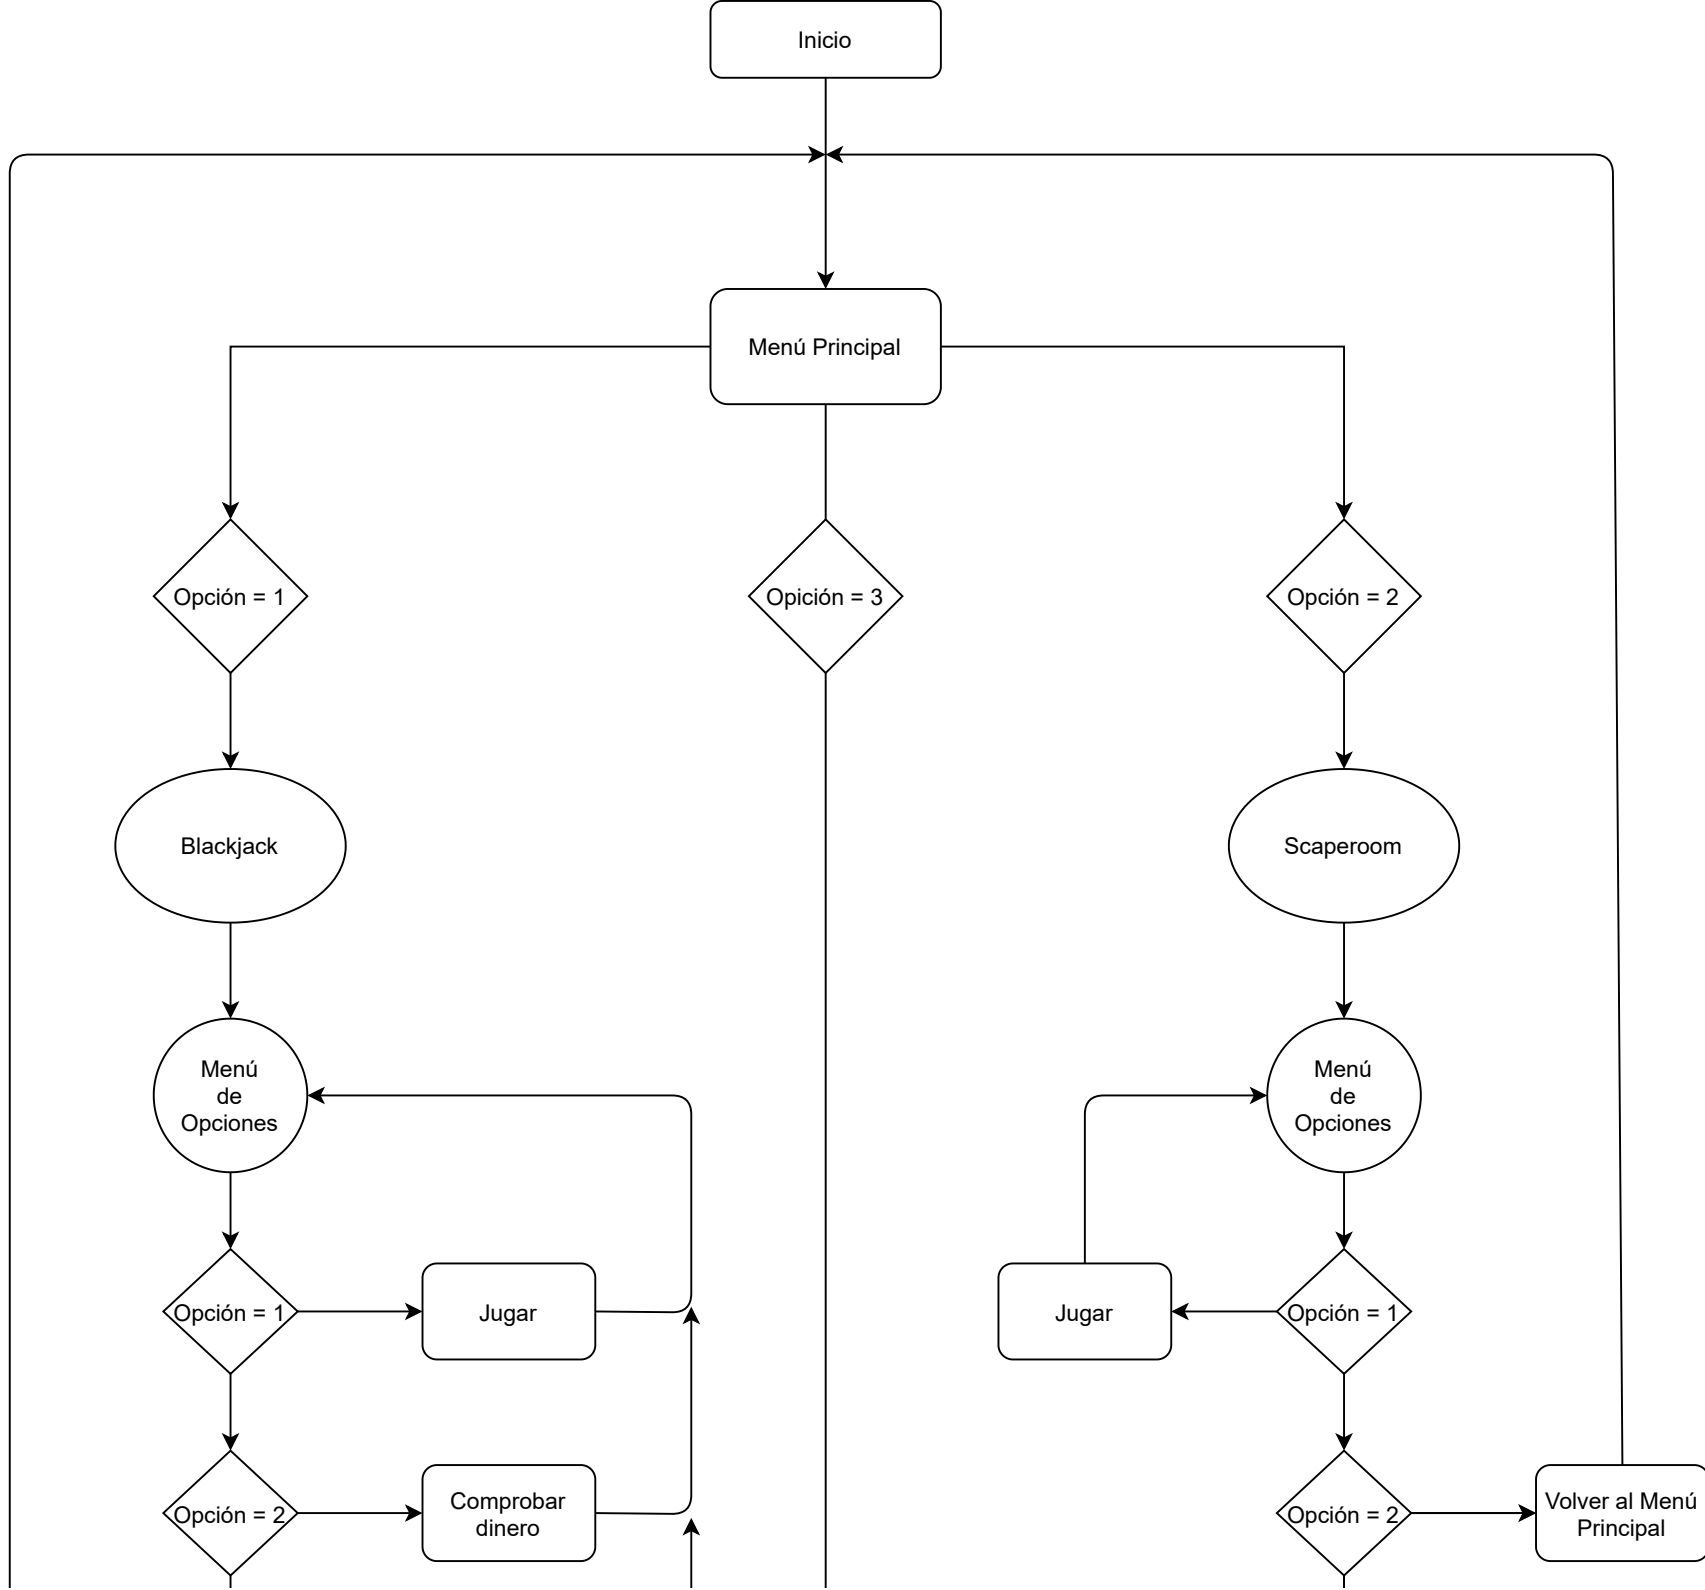 Inicio
Menú Principal
Opción = 1
Opición = 3
Opción = 2
Blackjack
Scaperoom
Menú
de
Opciones
Menú
de
Opciones
Opción = 1
Jugar
Jugar
Opción = 1
Opción = 2
Comprobar
dinero
Opción = 2
Volver al Menú
Principal